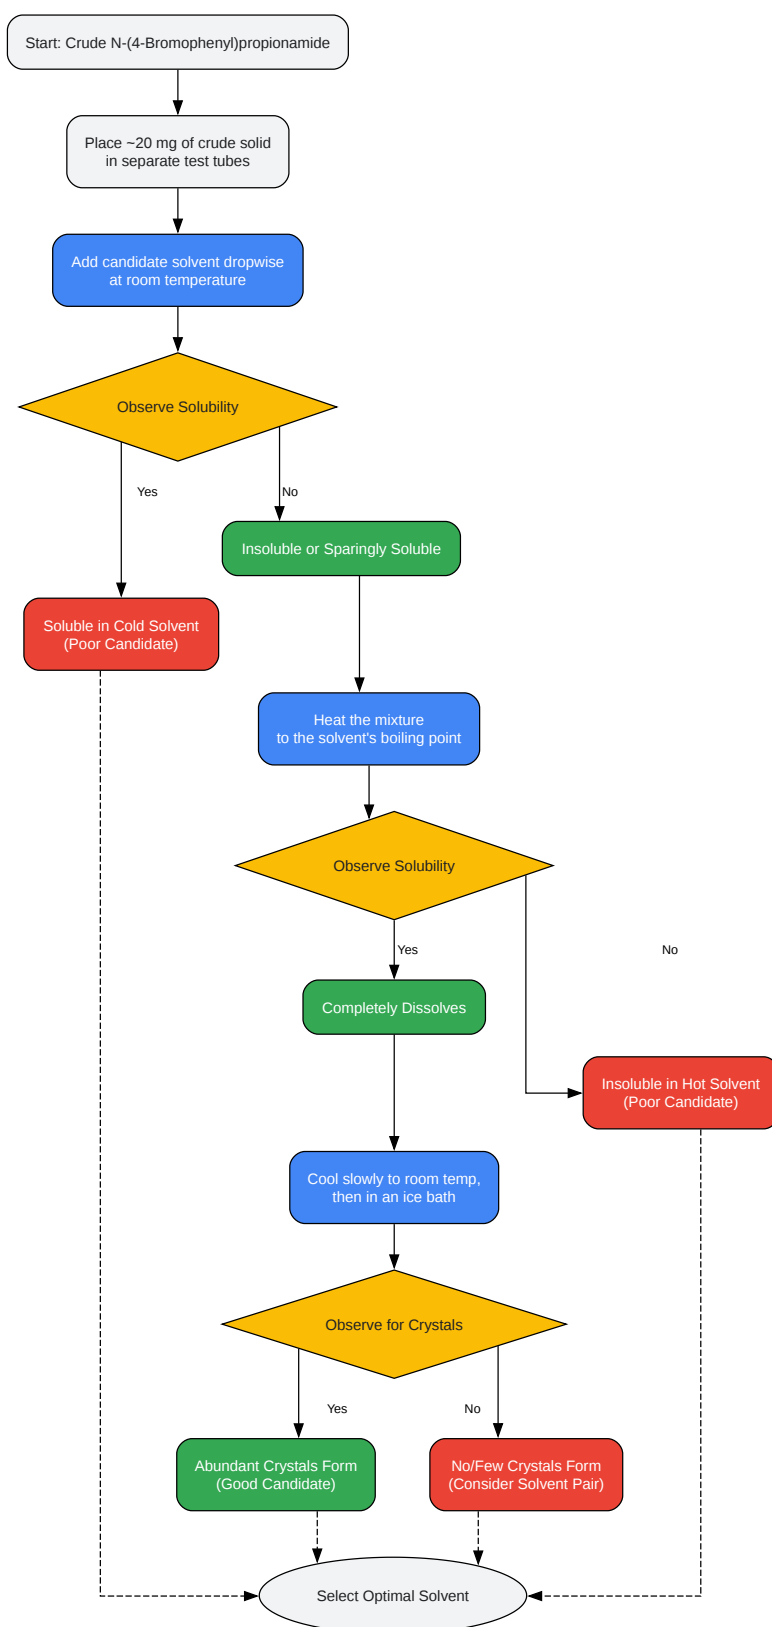 Start: Crude N-(4-Bromophenyl)propionamide
Place ~20 mg of crude solid
in separate test tubes
Add candidate solvent dropwise
at room temperature
Observe Solubility
Yes
No
Insoluble or Sparingly Soluble
Soluble in Cold Solvent
(Poor Candidate)
Heat the mixture
to the solvent's boiling point
Observe Solubility
Yes
No
Completely Dissolves
Insoluble in Hot Solvent
(Poor Candidate)
Cool slowly to room temp,
then in an ice bath
Observe for Crystals
Yes
No
Abundant Crystals Form
(Good Candidate)
No/Few Crystals Form
(Consider Solvent Pair)
Select Optimal Solvent